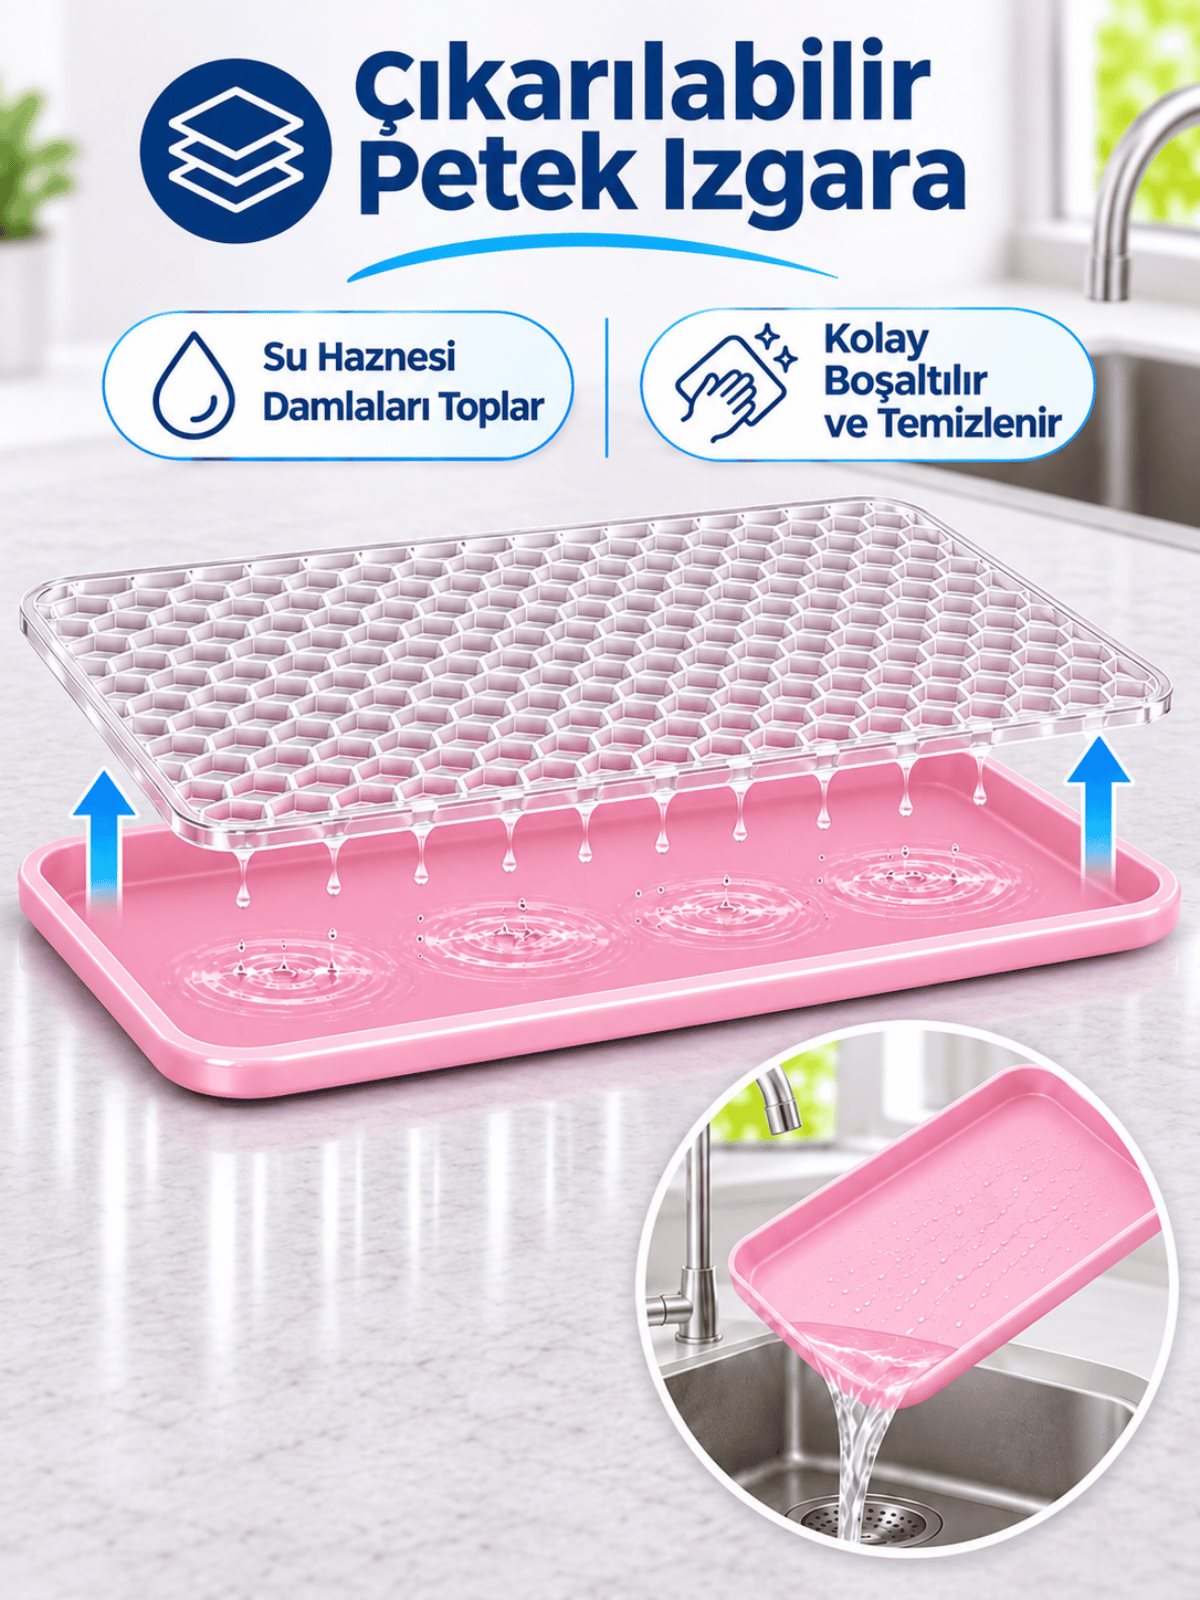 Çıkarılabilir
Petek Izgara
Su Haznesi
Damlaları Toplar
Kolay
Boşaltılır
ve Temizlenir